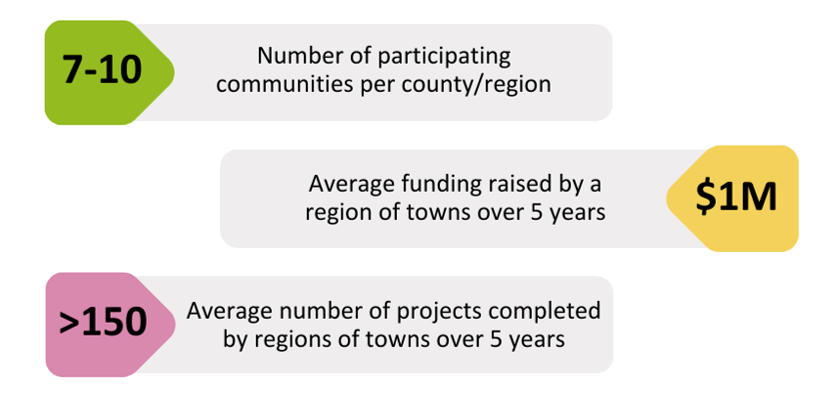 7-10
Number of participating
communities per county/region
Average funding raised by a
region of towns over 5 years
$1M
>150
Average number of projects completed
by regions of towns over 5 years